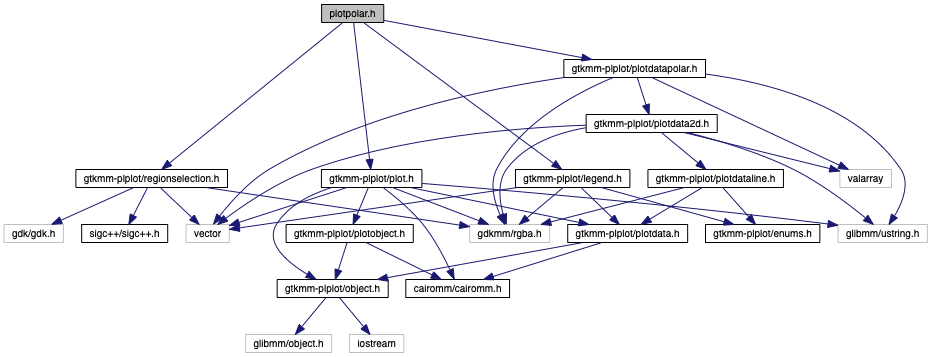 plotpolar.h
gtkmm-plplot/plotdatapolar.h
gtkmm-plplot/plotdata2d.h
gtkmm-plplot/regionselection.h
gtkmm-plplot/plot.h
gtkmm-plplot/legend.h
gtkmm-plplot/plotdataline.h
valarray
gdk/gdk.h
sigc++/sigc++.h
vector
gtkmm-plplot/plotobject.h
gdkmm/rgba.h
gtkmm-plplot/plotdata.h
gtkmm-plplot/enums.h
glibmm/ustring.h
gtkmm-plplot/object.h
cairomm/cairomm.h
glibmm/object.h
iostream